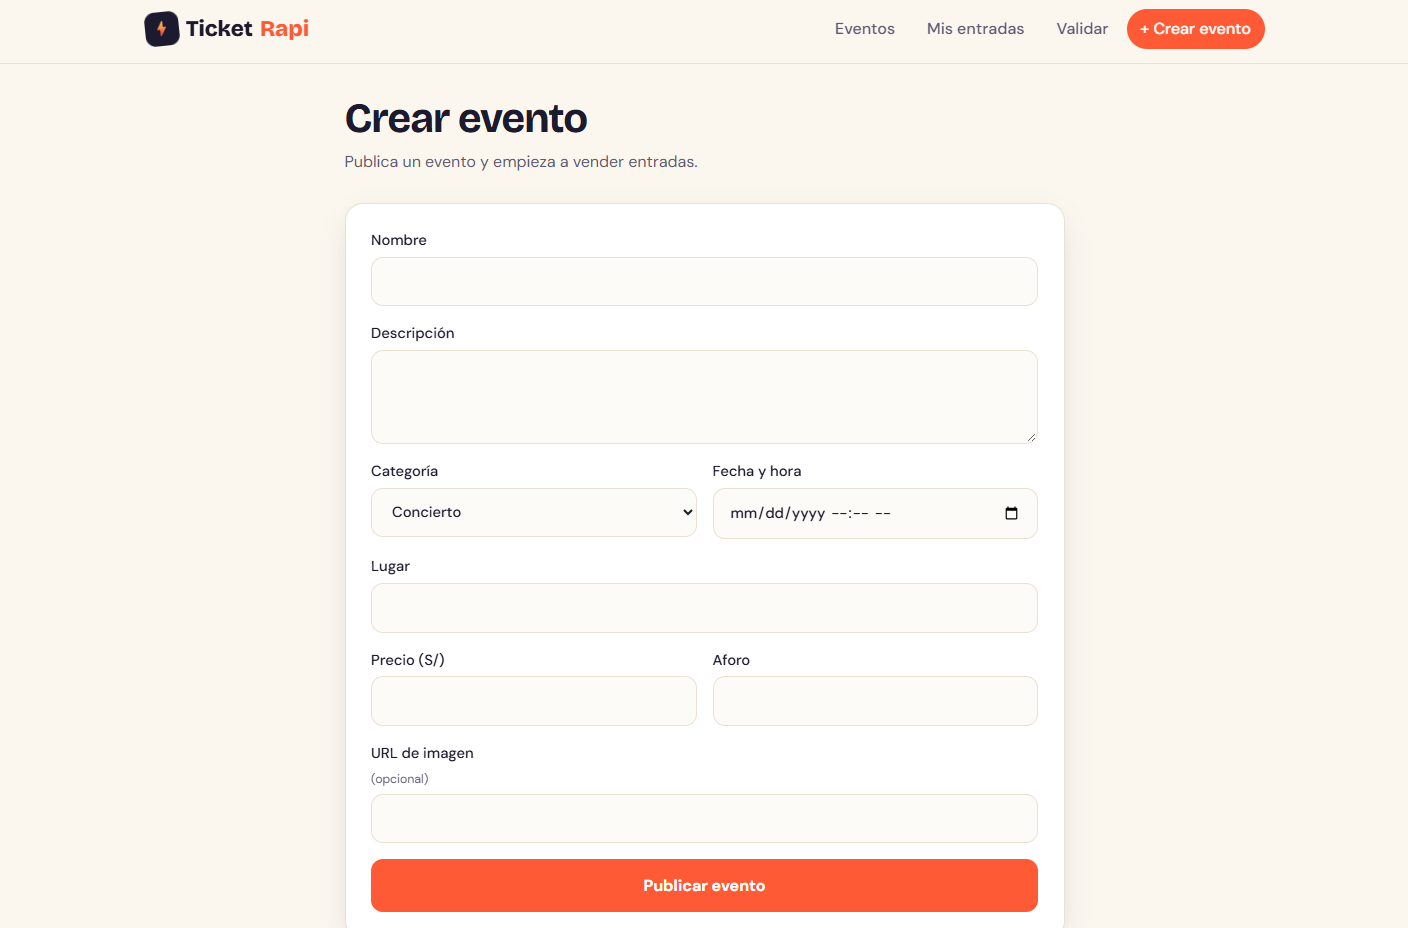 Ticket Rapi
Eventos
Mis entradas
Validar
+ Crear evento
Crear evento
Publica un evento y empieza a vender entradas.
Nombre
Descripción
Categoría
Fecha y hora
Concierto
mm/dd/yyyy --:-- --
Lugar
Precio (S/)
Aforo
URL de imagen
(opcional)
Publicar evento